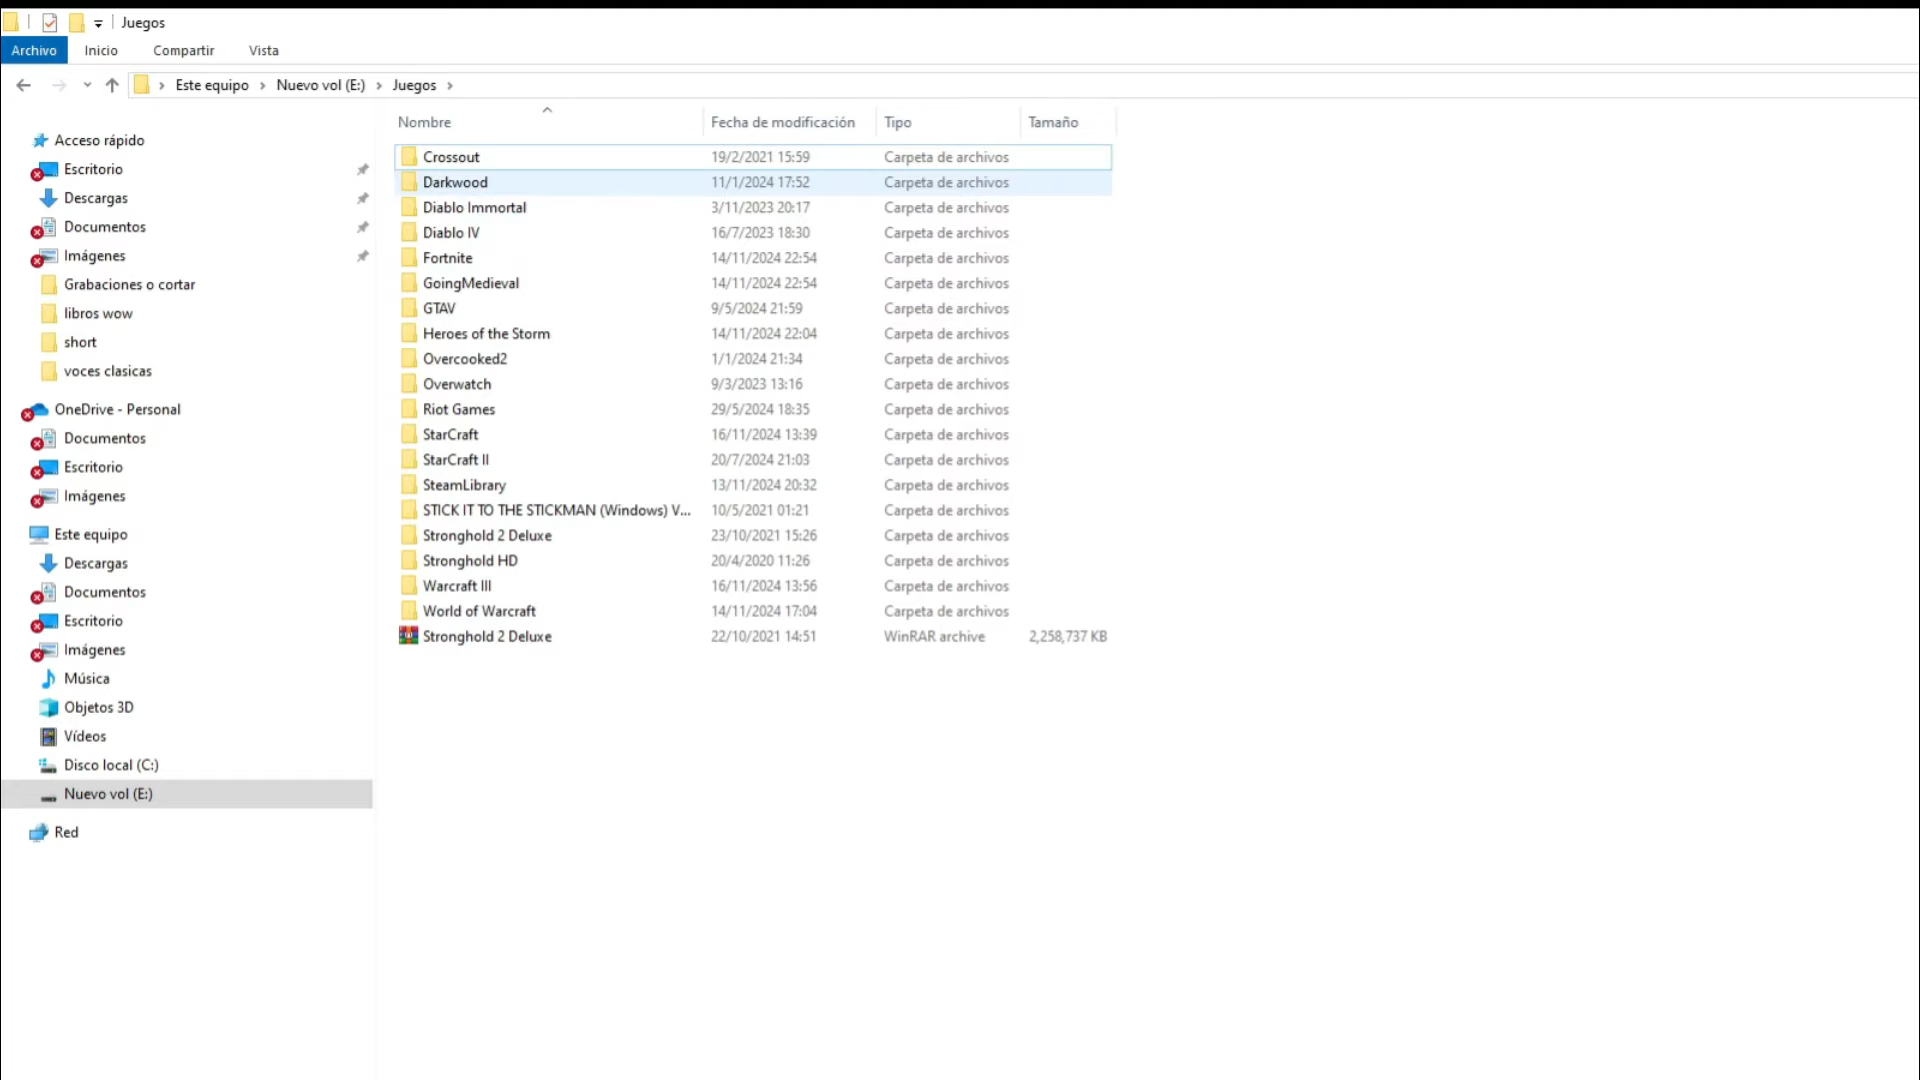 Juegos
Archivo Inicio Compartir Vista
Este equipo > Nuevo vol (E:) > Juegos >
Nombre Fecha de modificación Tipo Tamaño
Acceso rápido
Escritorio
Descargas
Documentos
Imágenes
Grabaciones o cortar
libros wow
short
voces clasicas
OneDrive - Personal
Documentos
Escritorio
Imágenes
Este equipo
Descargas
Documentos
Escritorio
Imágenes
Música
Objetos 3D
Vídeos
Disco local (C:)
Nuevo vol (E:)
Red
Crossout 19/2/2021 15:59 Carpeta de archivos
Darkwood 11/1/2024 17:52 Carpeta de archivos
Diablo Immortal 3/11/2023 20:17 Carpeta de archivos
Diablo IV 16/7/2023 18:30 Carpeta de archivos
Fortnite 14/11/2024 22:54 Carpeta de archivos
GoingMedieval 14/11/2024 22:54 Carpeta de archivos
GTAV 9/5/2024 21:59 Carpeta de archivos
Heroes of the Storm 14/11/2024 22:04 Carpeta de archivos
Overcooked2 1/1/2024 21:34 Carpeta de archivos
Overwatch 9/3/2023 13:16 Carpeta de archivos
Riot Games 29/5/2024 18:35 Carpeta de archivos
StarCraft 16/11/2024 13:39 Carpeta de archivos
StarCraft II 20/7/2024 21:03 Carpeta de archivos
SteamLibrary 13/11/2024 20:32 Carpeta de archivos
STICK IT TO THE STICKMAN (Windows) V... 10/5/2021 01:21 Carpeta de archivos
Stronghold 2 Deluxe 23/10/2021 15:26 Carpeta de archivos
Stronghold HD 20/4/2020 11:26 Carpeta de archivos
Warcraft III 16/11/2024 13:56 Carpeta de archivos
World of Warcraft 14/11/2024 17:04 Carpeta de archivos
Stronghold 2 Deluxe 22/10/2021 14:51 WinRAR archive 2,258,737 KB